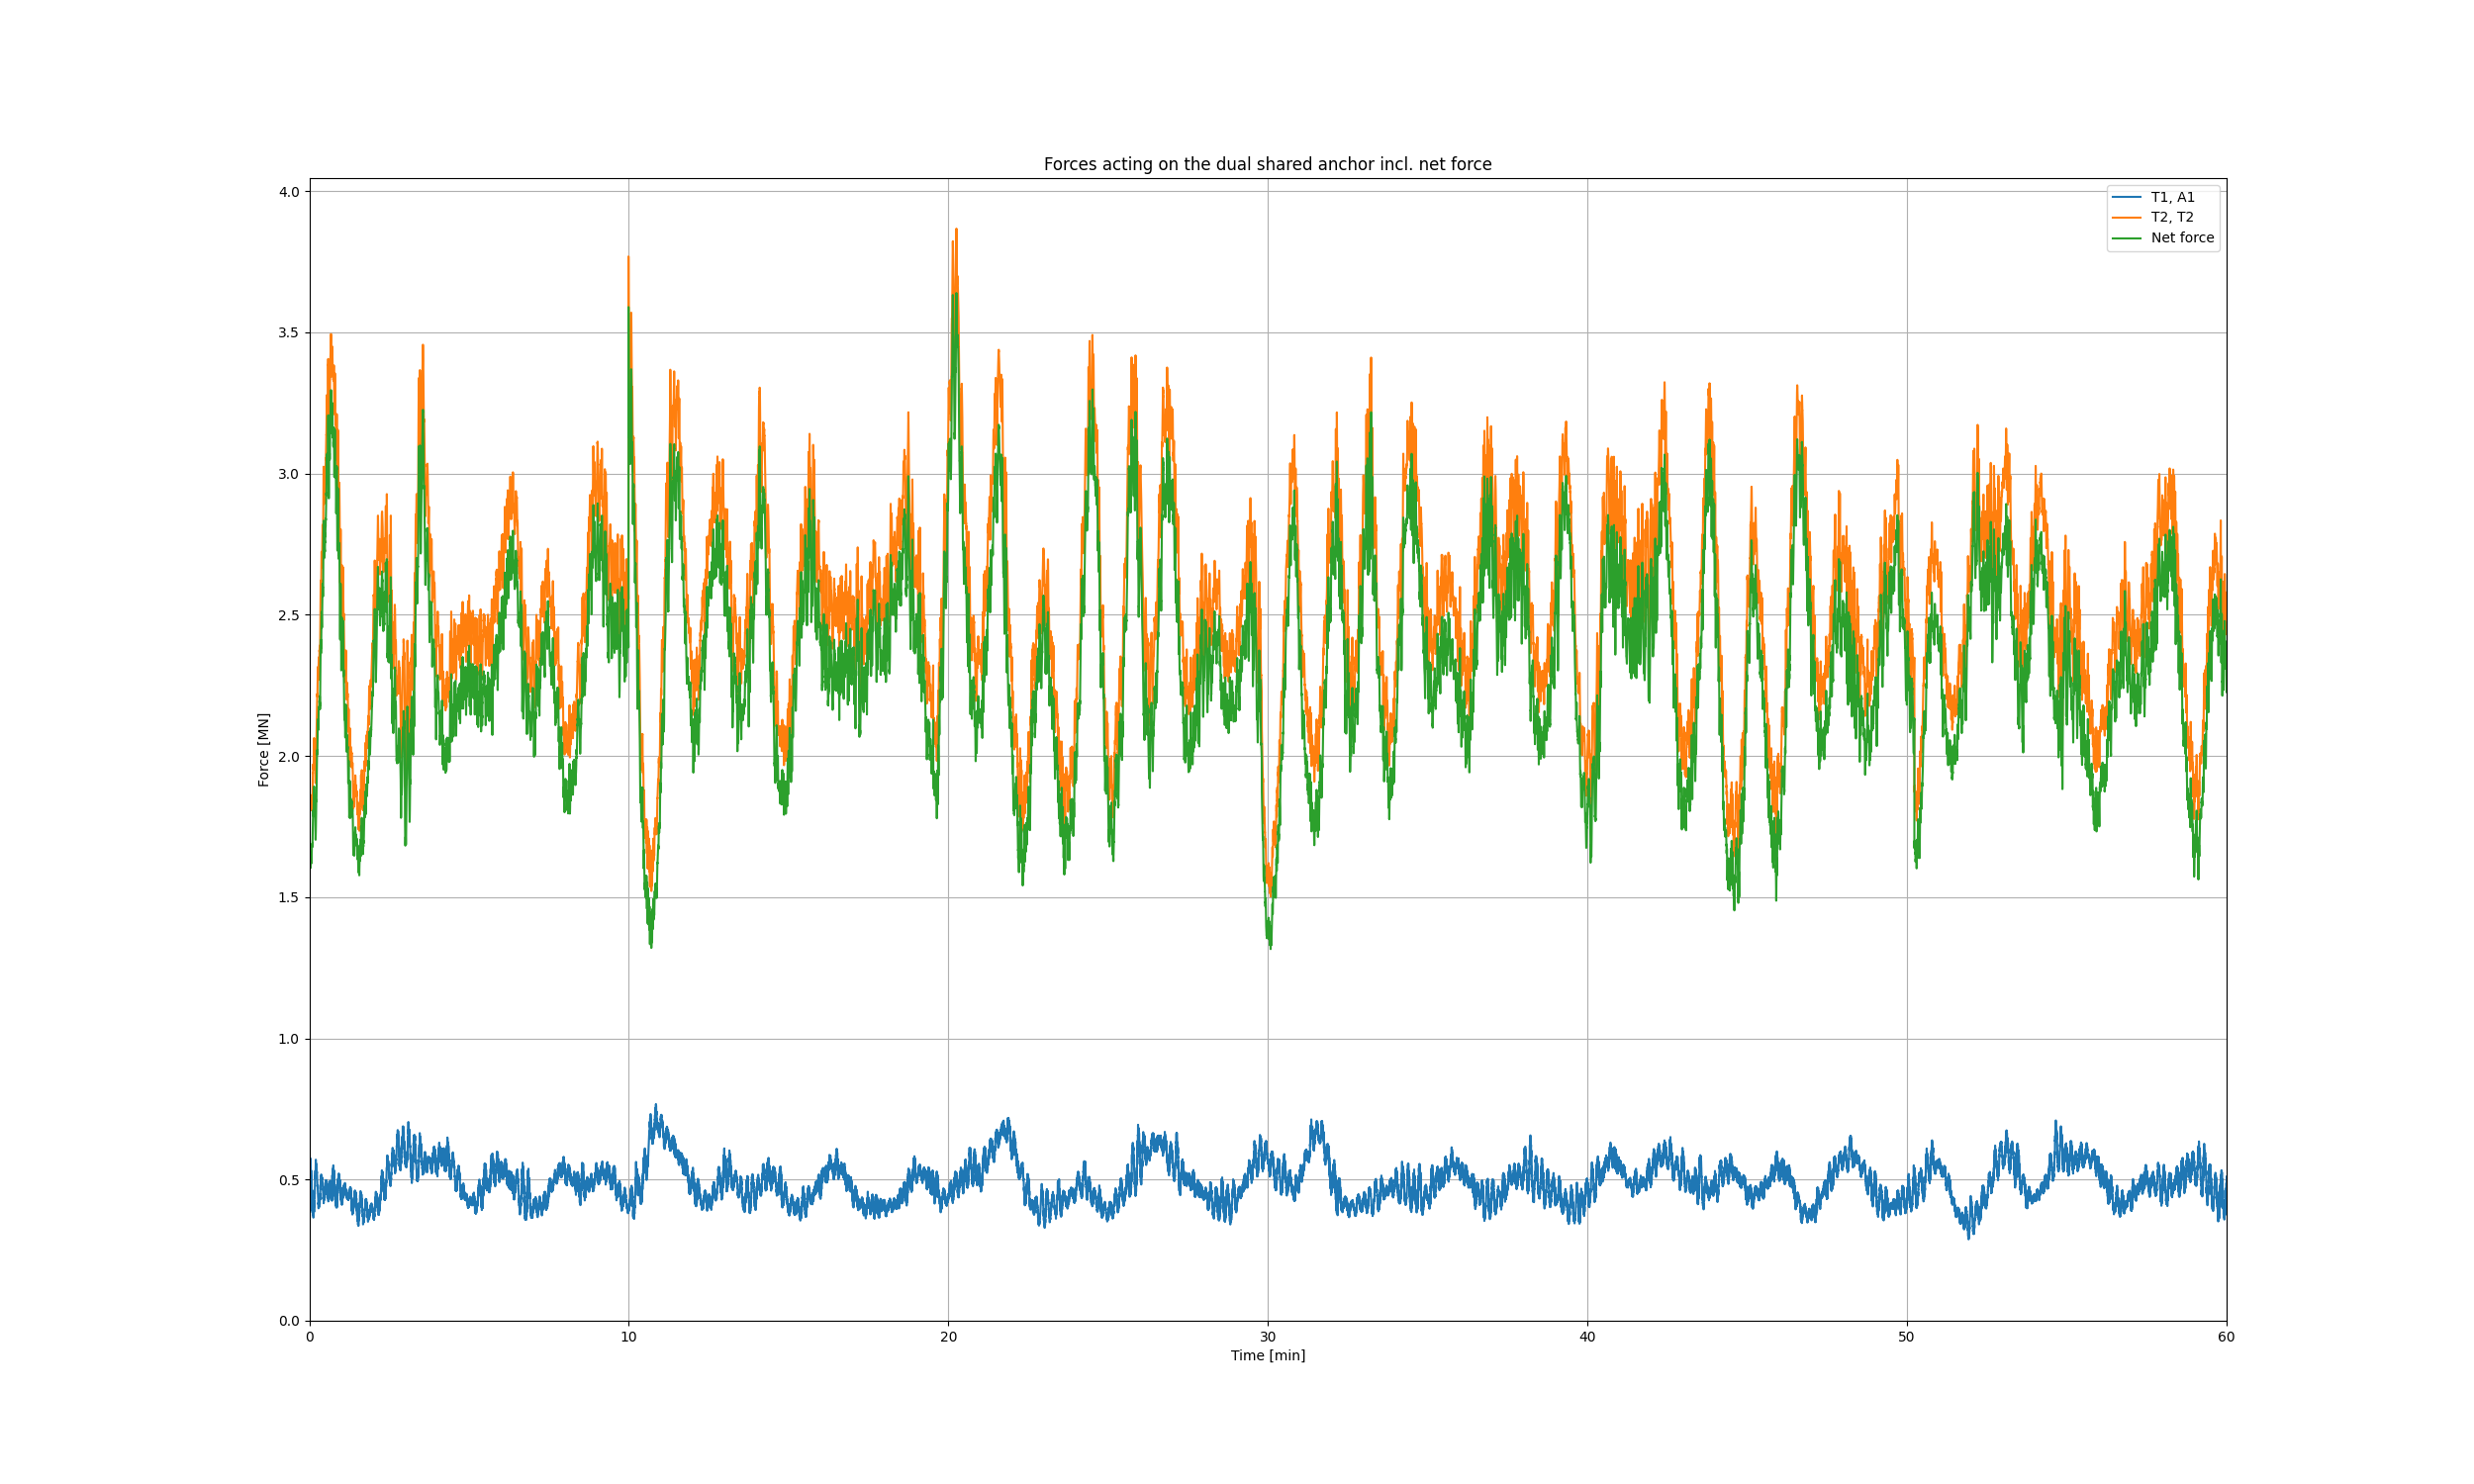 Forces acting on the dual shared anchor incl. net force
T1, A1
T2, T2
Net force
Force [MN]
4.0
3.5
3.0
2.5
2.0
1.5
1.0
0.5
0.0
0 10 20 30 40 50 60
Time [min]